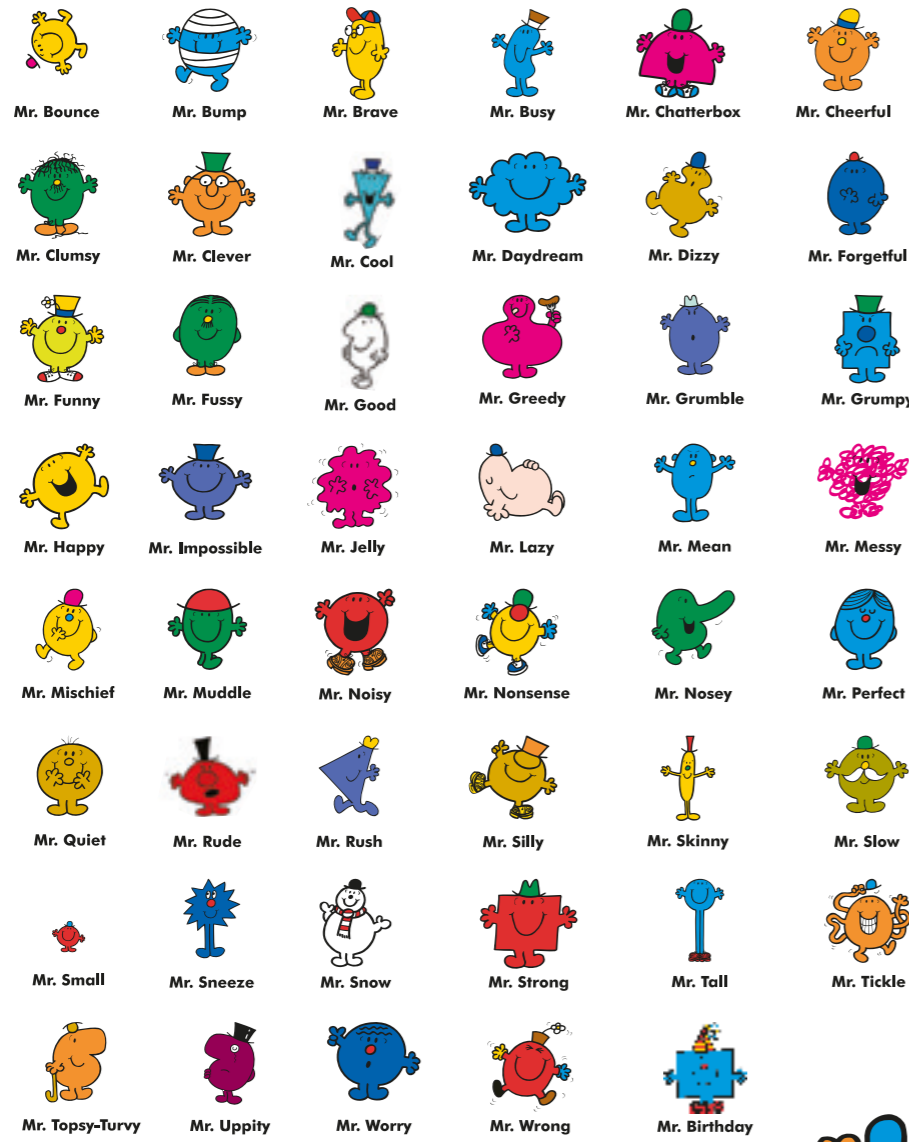 Mr. Bounce Mr. Bump Mr. Brave Mr. Busy Mr. Chatterbox Mr. Cheerful
Mr. Clumsy Mr. Clever Mr. Cool Mr. Daydream Mr. Dizzy Mr. Forgetful
Mr. Funny Mr. Fussy Mr. Good Mr. Greedy Mr. Grumble Mr. Grumpy
Mr. Happy Mr. Impossible Mr. Jelly Mr. Lazy Mr. Mean Mr. Messy
Mr. Mischief Mr. Muddle Mr. Noisy Mr. Nonsense Mr. Nosey Mr. Perfect
Mr. Quiet Mr. Rude Mr. Rush Mr. Silly Mr. Skinny Mr. Slow
Mr. Small Mr. Sneeze Mr. Snow Mr. Strong Mr. Tall Mr. Tickle
Mr. Topsy-Turvy Mr. Uppity Mr. Worry Mr. Wrong Mr. Birthday